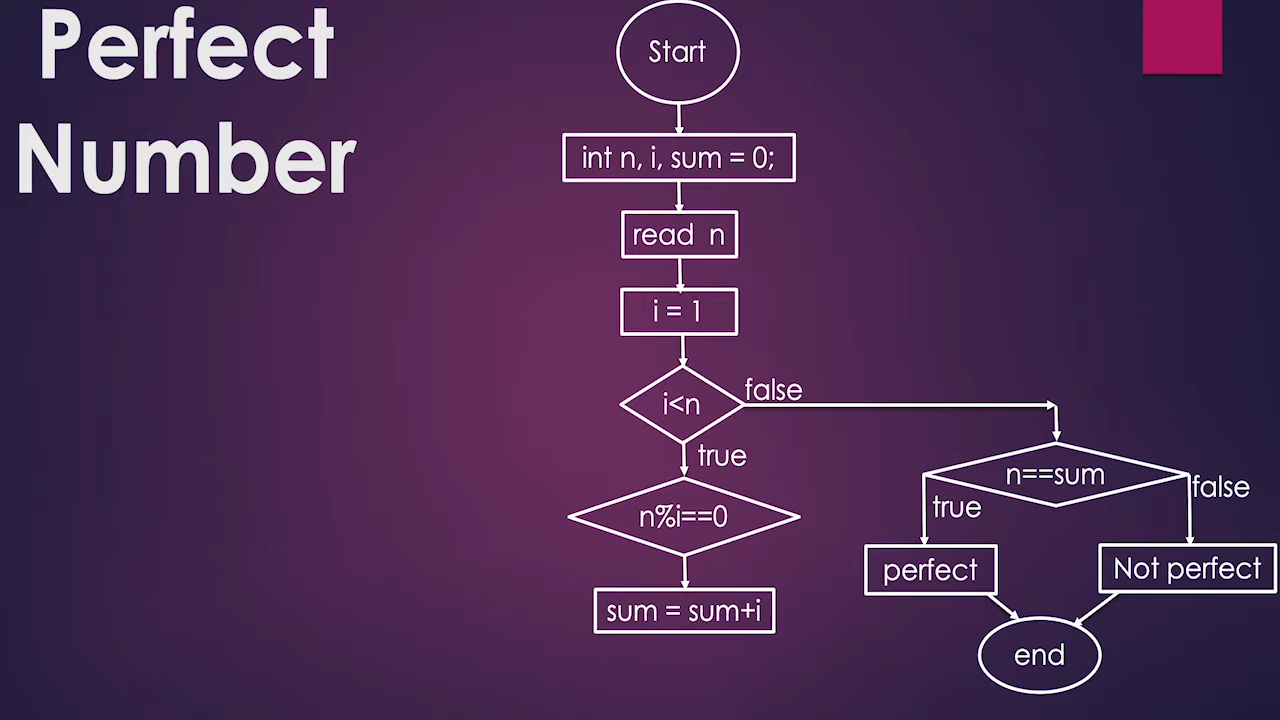 Perfect
Number
Start
int n, i, sum = 0;
read n
i = 1
i<n
false
true
n%i==0
sum = sum+i
n==sum
true
false
perfect
Not perfect
end